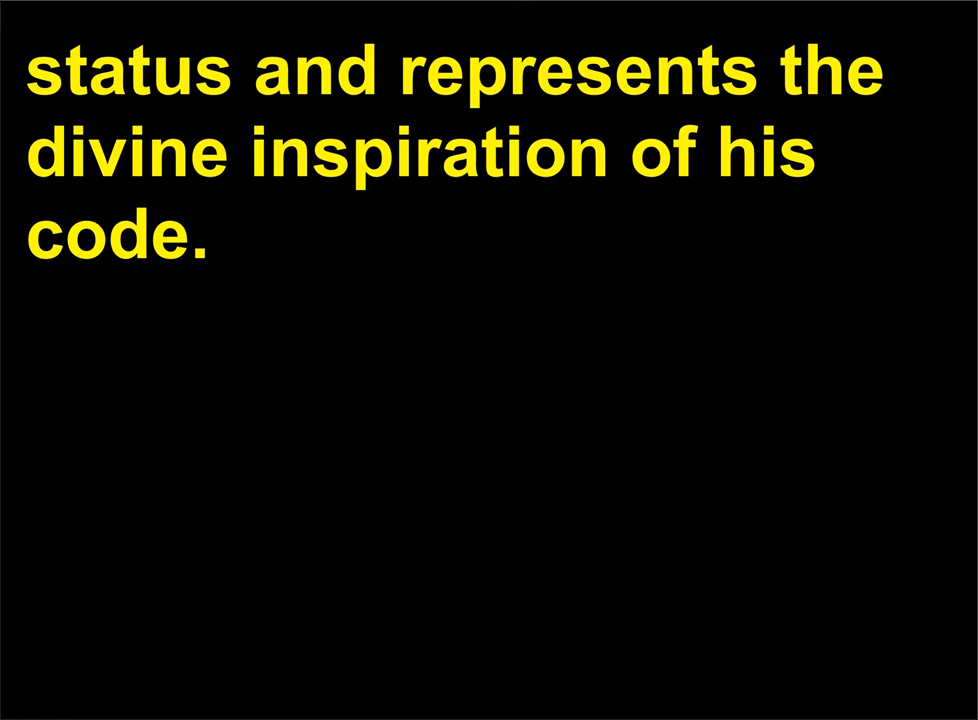 status and represents the
divine inspiration of his
code.